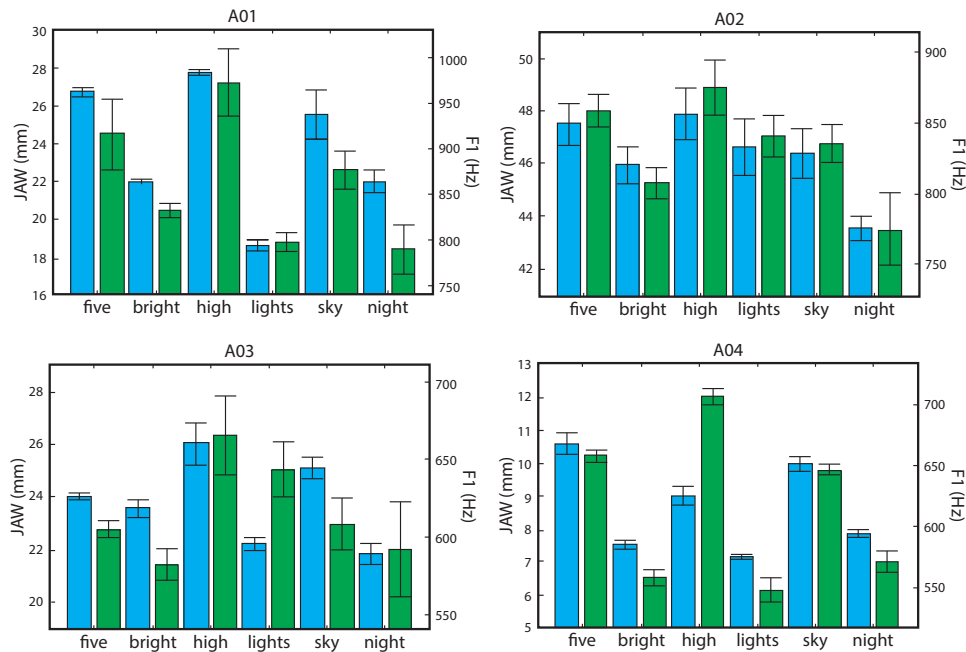 A01
JAW (mm)
30
28
26
24
22
20
18
16
1000
950
900
850
800
750
F1 (Hz)
five bright high lights sky night
A02
JAW (mm)
50
48
46
44
42
900
850
800
750
F1 (Hz)
five bright high lights sky night
A03
JAW (mm)
28
26
24
22
20
700
650
600
550
F1 (Hz)
five bright high lights sky night
A04
JAW (mm)
13
12
11
10
9
8
7
6
5
700
650
600
550
F1 (Hz)
five bright high lights sky night